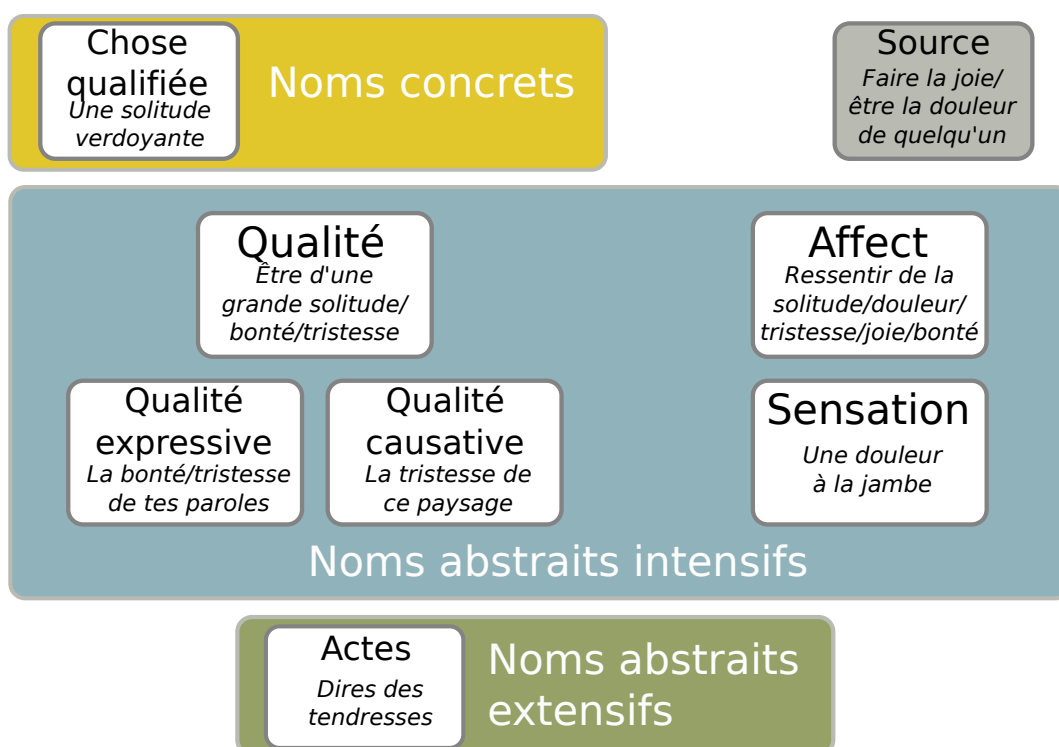 Chose
qualifiée
Une solitude
verdoyante
Noms concrets
Source
Faire la joie/
être la douleur
de quelqu'un
Qualité
Être d'une
grande solitude/
bonté/tristesse
Affect
Ressentir de la
solitude/douleur/
tristesse/joie/bonté
Qualité
expressive
La bonté/tristesse
de tes paroles
Qualité
causative
La tristesse de
ce paysage
Sensation
Une douleur
à la jambe
Noms abstraits intensifs
Actes
Dires des
tendresses
Noms abstraits
extensifs